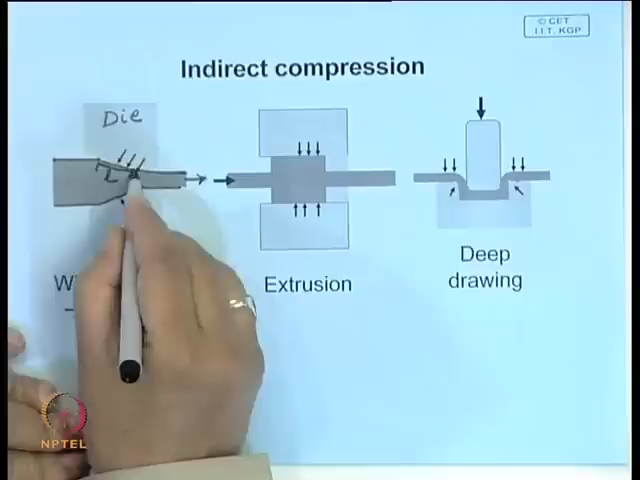 © CET
I.I.T. KGP
Indirect compression
Die
L
Extrusion
Deep
drawing
NPTEL